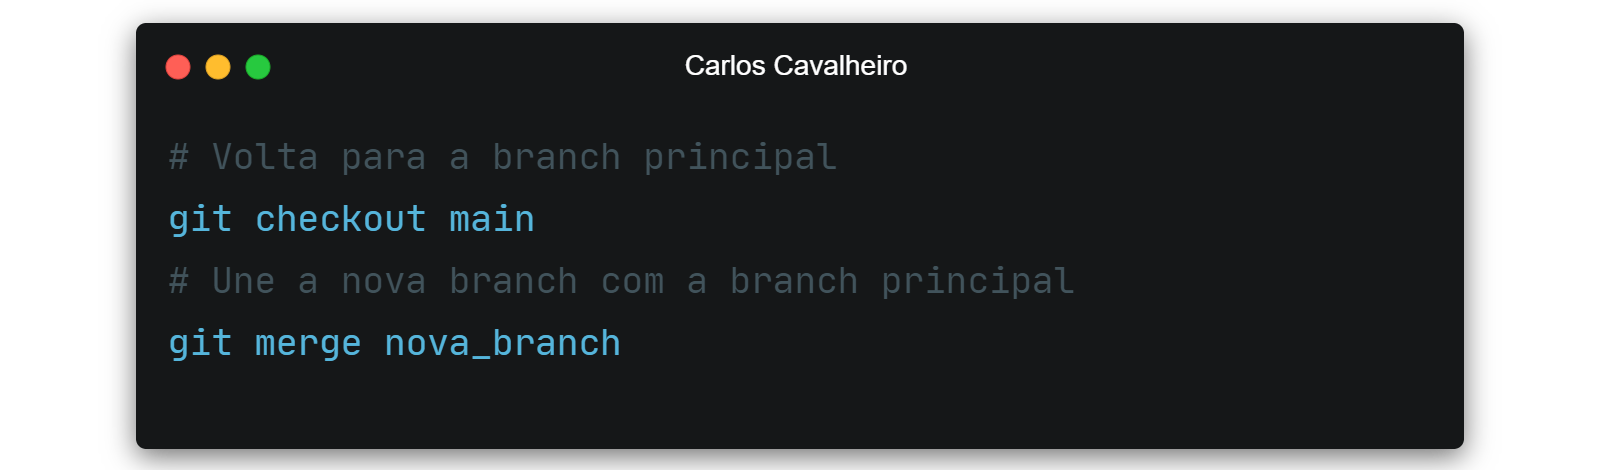 Carlos Cavalheiro
# Volta para a branch principal
git checkout main
# Une a nova branch com a branch principal
git merge nova_branch